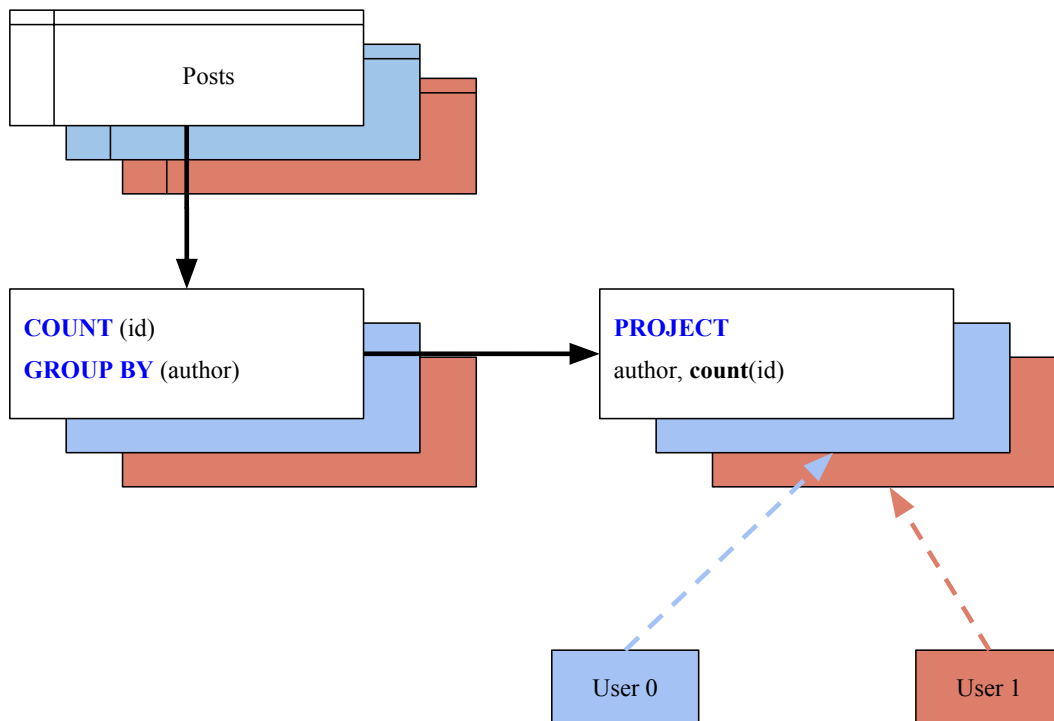 Posts
COUNT (id)
GROUP BY (author)
PROJECT
author, count(id)
User 0
User 1